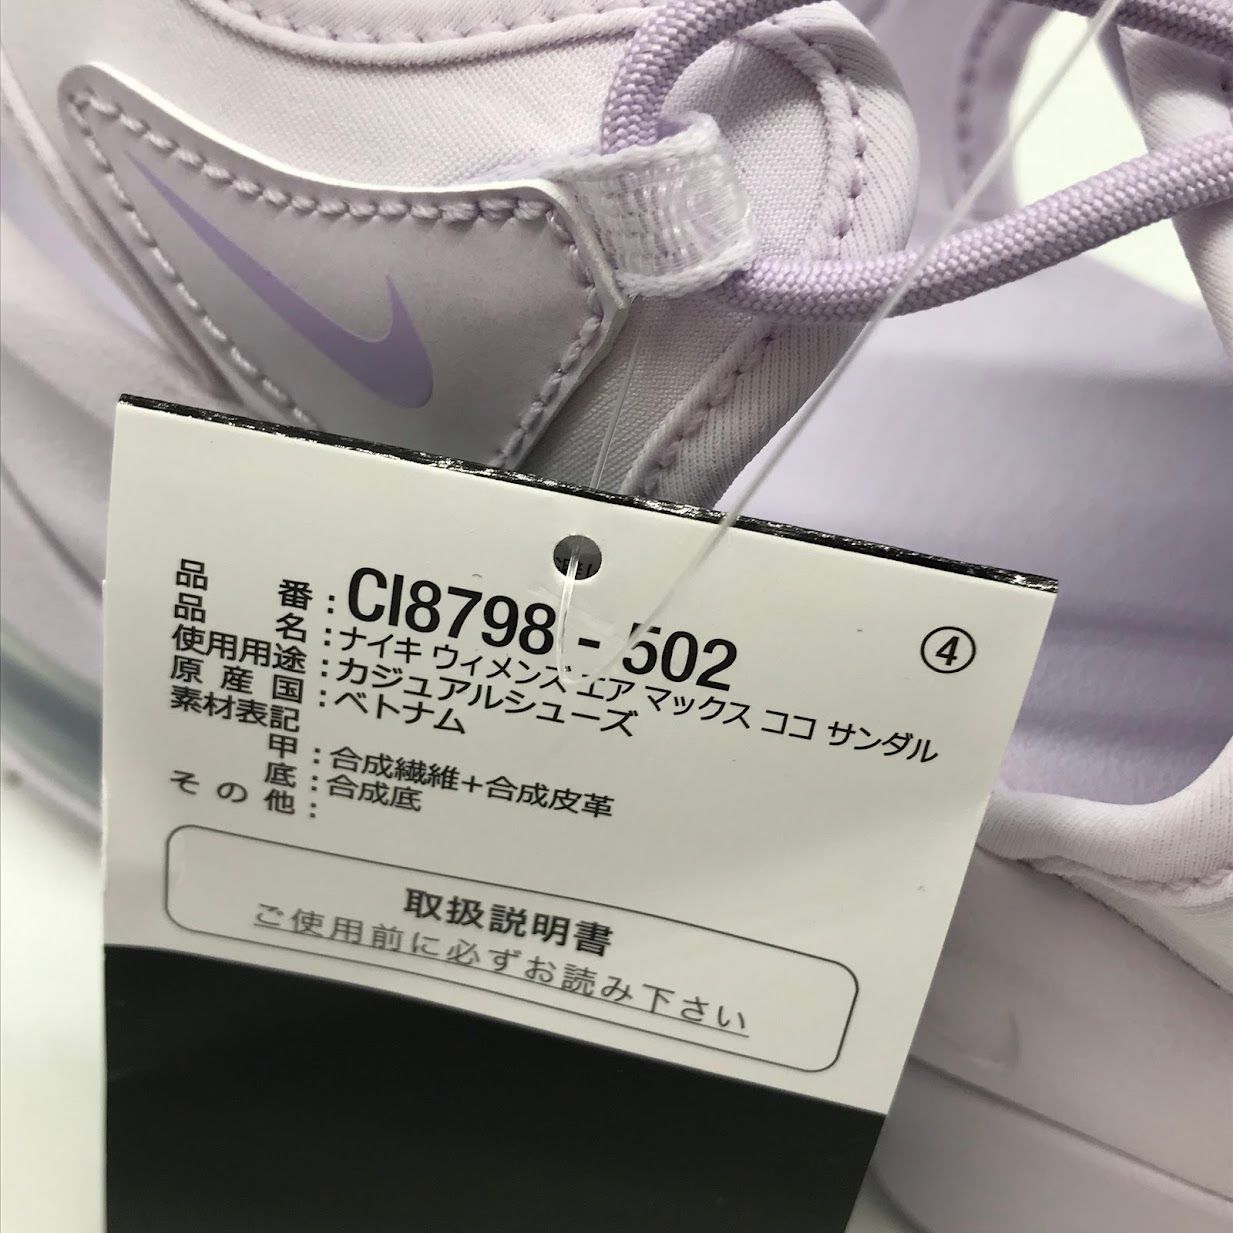 品番:CI8798-502
④
品名:ナイキ ウィメンズ エア マックス ココ サンダル
使用用途:カジュアルシューズ
原産国:ベトナム
素材表記
甲:合成繊維+合成皮革
底:合成底
その他:
取扱説明書
ご使用前に必ずお読み下さい